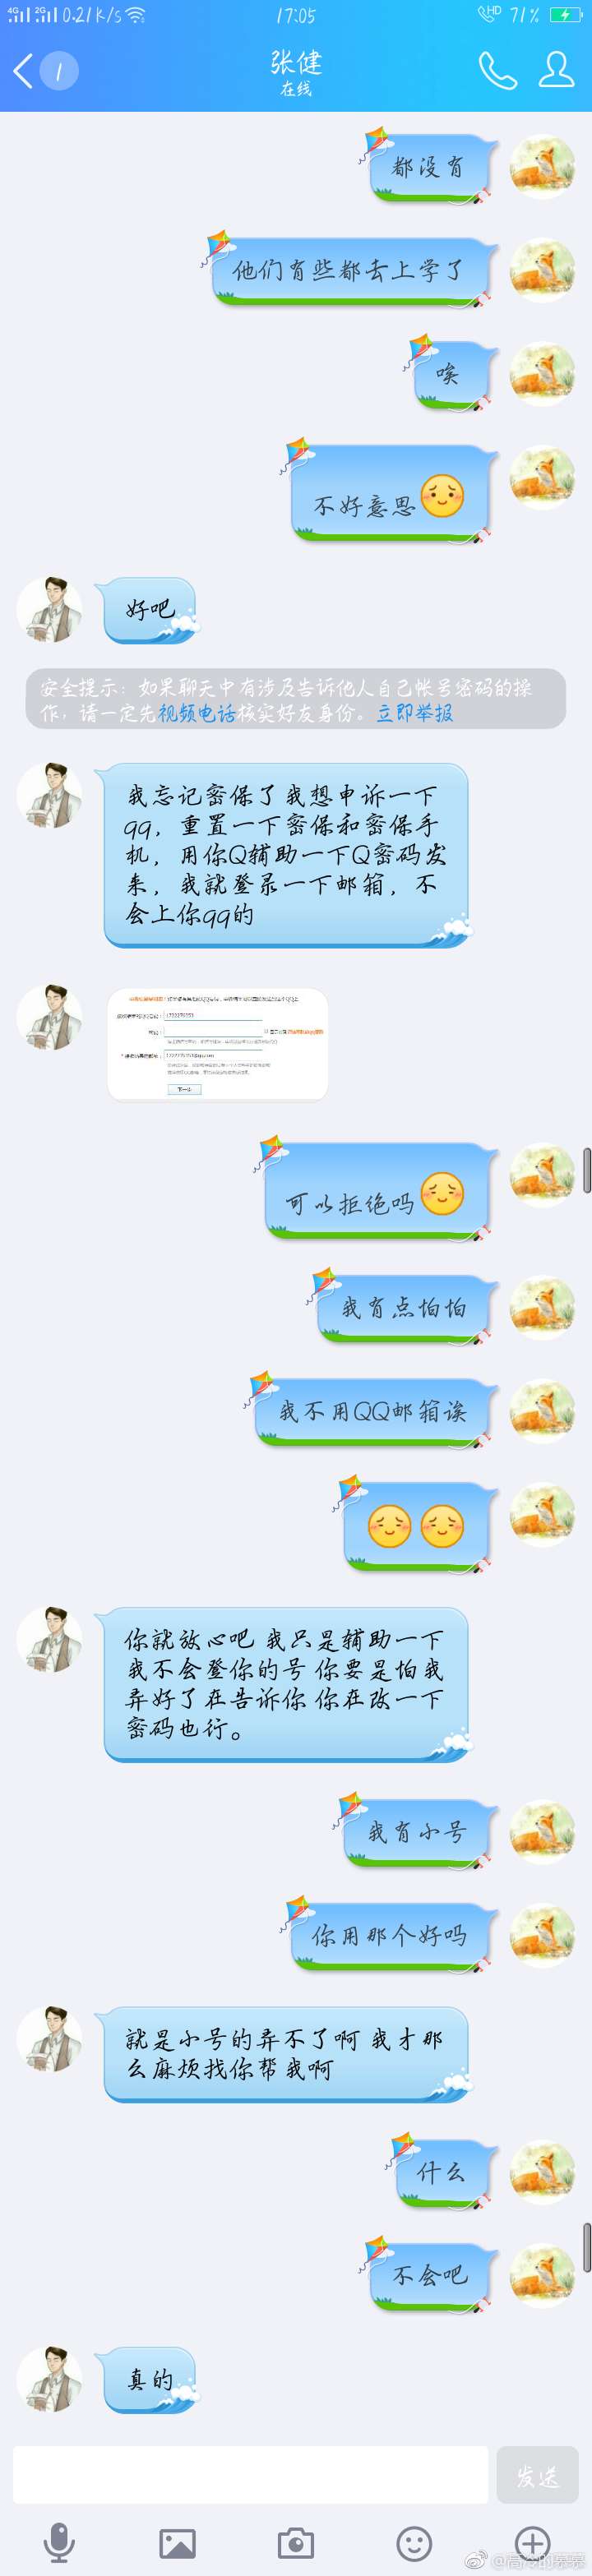 4G 2G 0.21k/s 17:05 HD 71%
1
张健
在线
都没有
他们有些都去上学了
唉
不好意思
好吧
安全提示：如果聊天中有涉及告诉他人自己帐号密码的操
作，请一定先视频电话核实好友身份。立即举报
我忘记密保了我想申诉一下
qq，重置一下密保和密保手
机，用你Q辅助一下Q密码发
来，我就登录一下邮箱，不
会上你qq的
下一步
可以拒绝吗
我有点怕怕
我不用QQ邮箱诶
你就放心吧 我只是辅助一下
我不会登你的号 你要是怕我
弄好了在告诉你 你在改一下
密码也行。
我有小号
你用那个好吗
就是小号的弄不了啊 我才那
么麻烦找你帮我啊
什么
不会吧
真的
发送